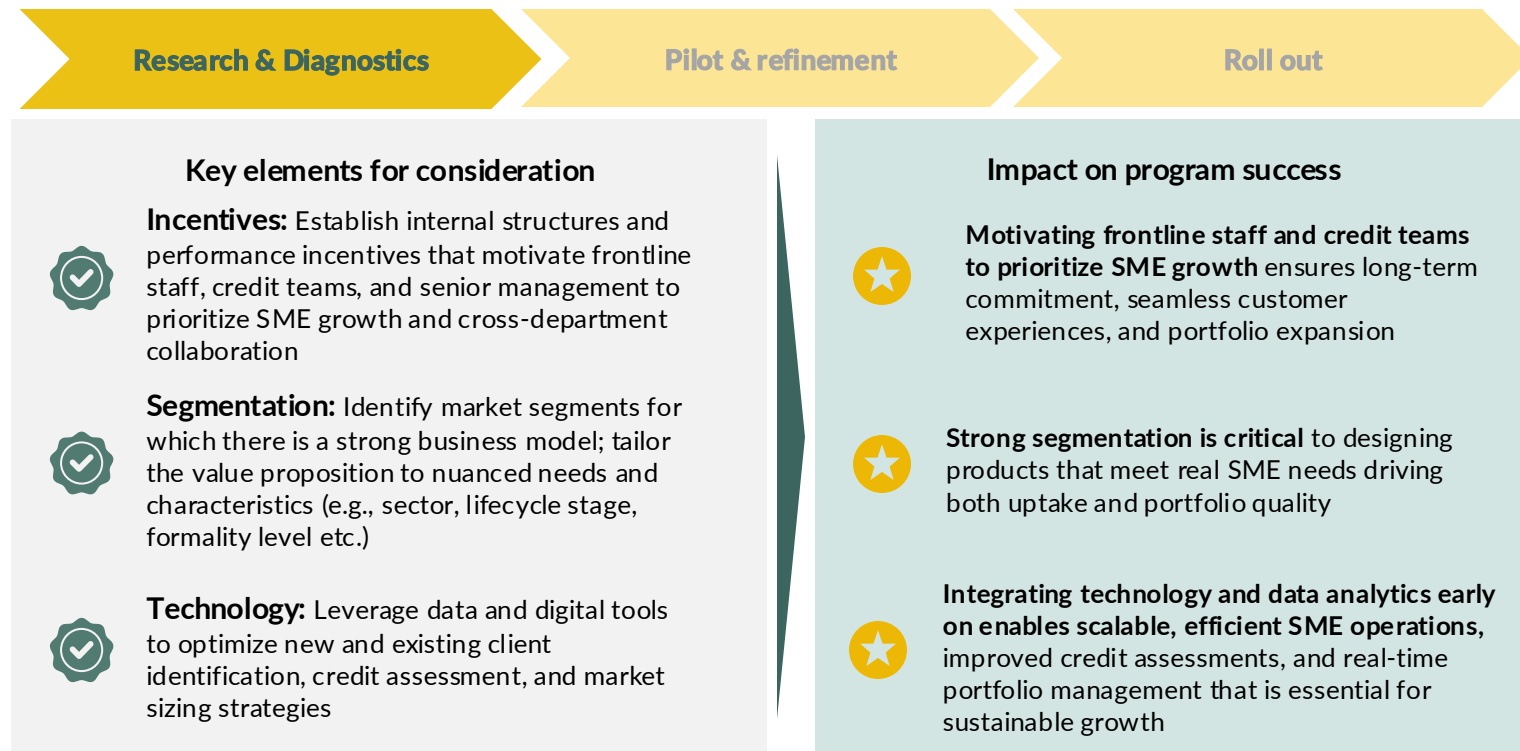 Research & Diagnostics
Pilot & refinement
Roll out
Key elements for consideration
Incentives: Establish internal structures and
performance incentives that motivate frontline
staff, credit teams, and senior management to
prioritize SME growth and cross-department
collaboration
Segmentation: Identify market segments for
which there is a strong business model; tailor
the value proposition to nuanced needs and
characteristics (e.g., sector, lifecycle stage,
formality level etc.)
Technology: Leverage data and digital tools
to optimize new and existing client
identification, credit assessment, and market
sizing strategies
Impact on program success
Motivating frontline staff and credit teams
to prioritize SME growth ensures long-term
commitment, seamless customer
experiences, and portfolio expansion
Strong segmentation is critical to designing
products that meet real SME needs driving
both uptake and portfolio quality
Integrating technology and data analytics early
on enables scalable, efficient SME operations,
improved credit assessments, and real-time
portfolio management that is essential for
sustainable growth